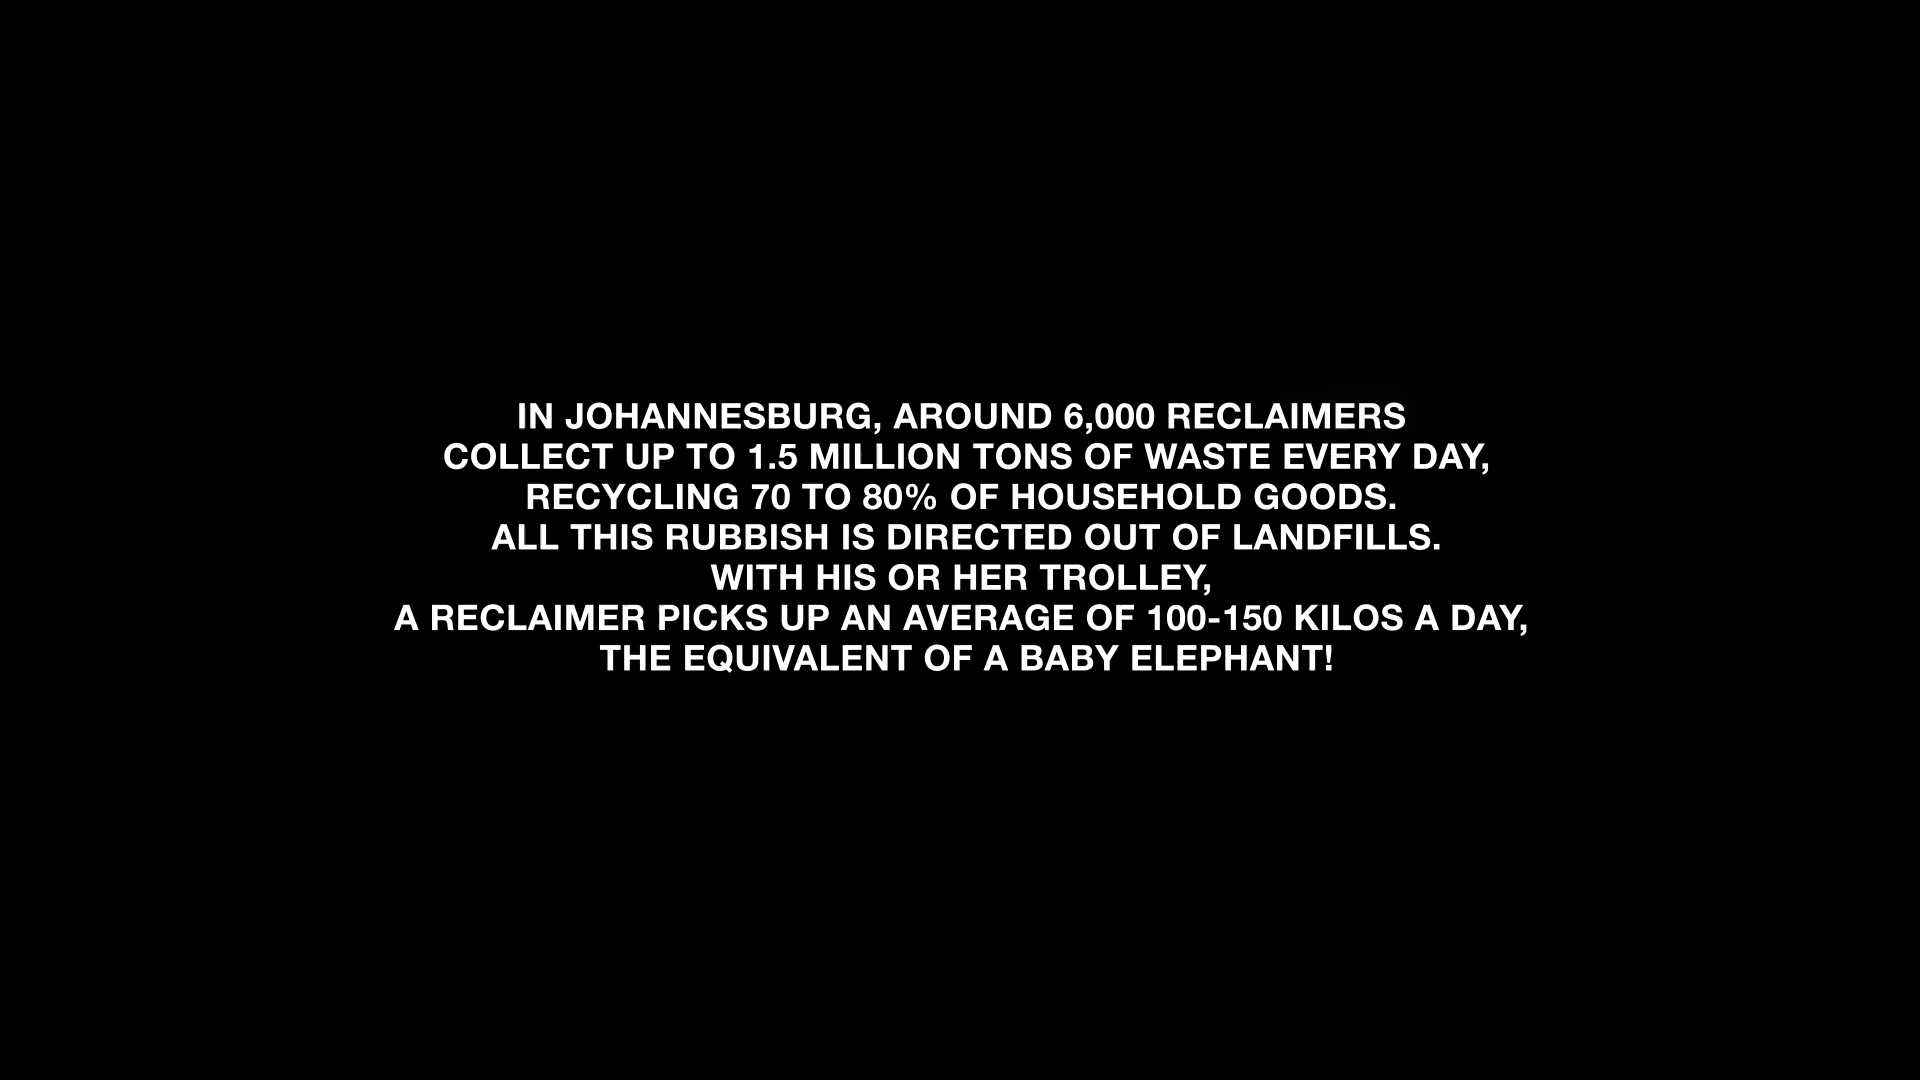 IN JOHANNESBURG, AROUND 6,000 RECLAIMERS
COLLECT UP TO 1.5 MILLION TONS OF WASTE EVERY DAY,
RECYCLING 70 TO 80% OF HOUSEHOLD GOODS.
ALL THIS RUBBISH IS DIRECTED OUT OF LANDFILLS.
WITH HIS OR HER TROLLEY,
A RECLAIMER PICKS UP AN AVERAGE OF 100-150 KILOS A DAY,
THE EQUIVALENT OF A BABY ELEPHANT!